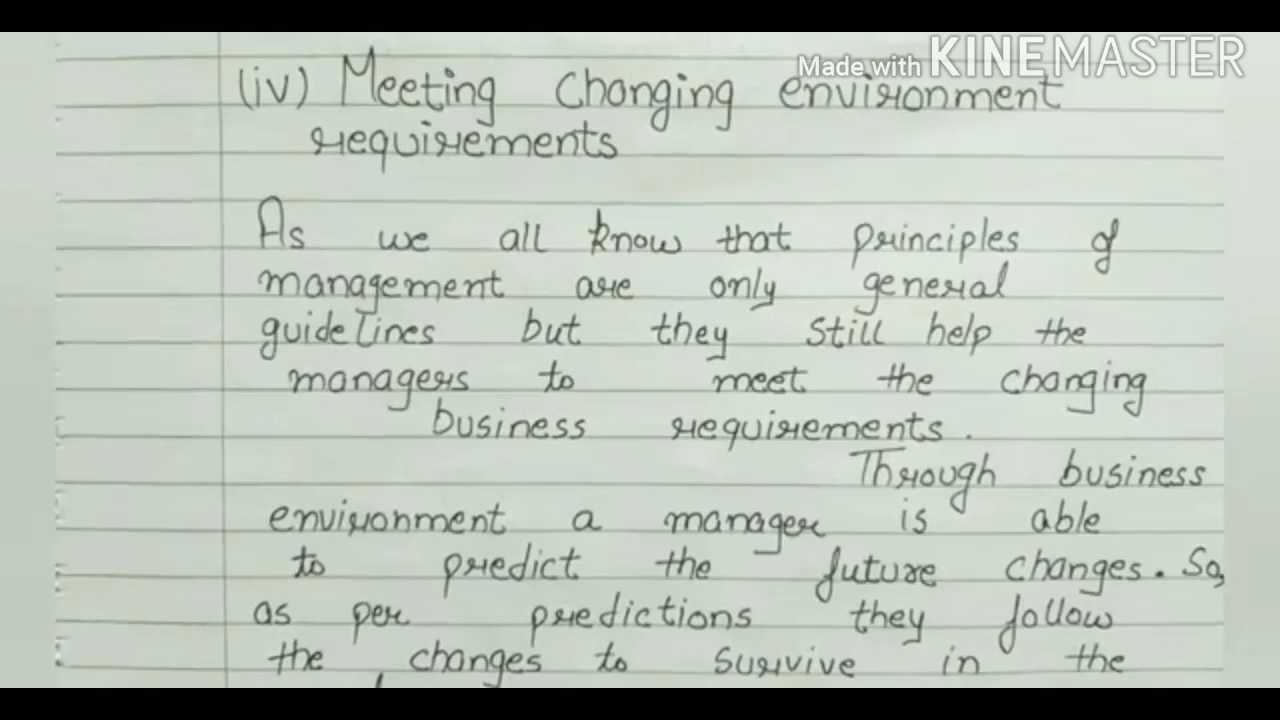 Made with KINEMASTER
(iv) Meeting Changing environment
requirements
As we all know that principles of
management are only general
guidelines but they still help the
managers to meet the changing
business requirements.
Through business
environment a manager is able
to predict the future changes. So,
as per predictions they follow
the changes to survive in the